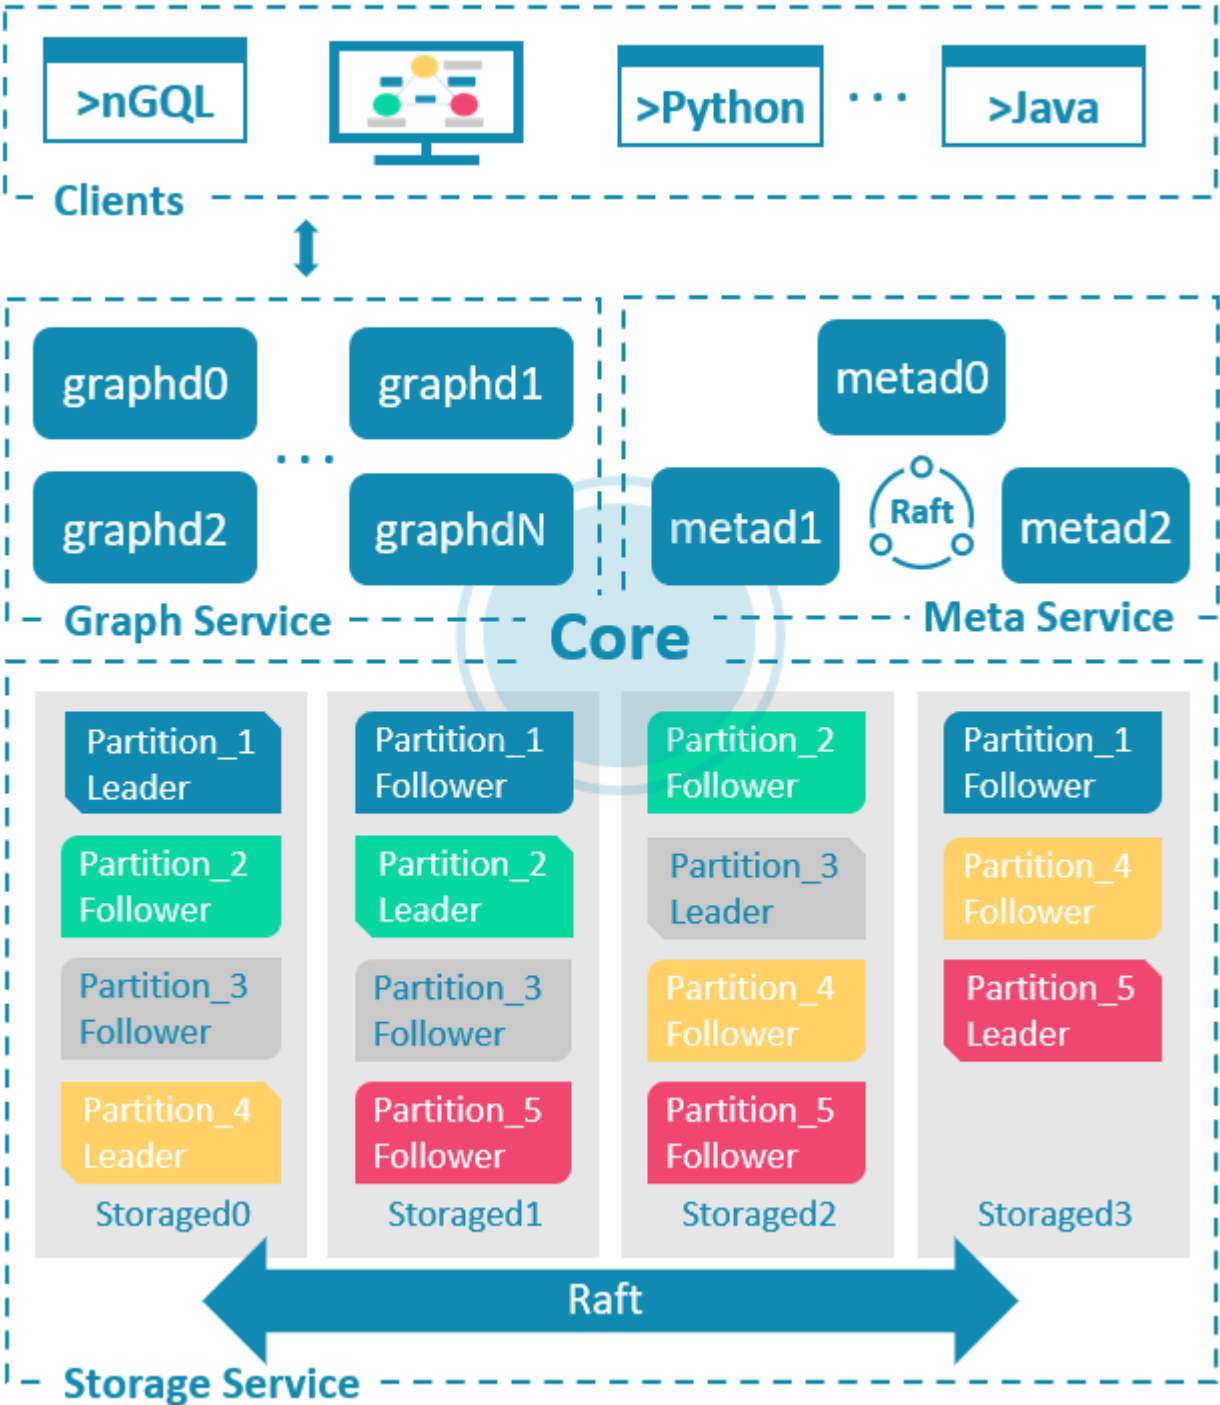 >nGQL
>Python
...
>Java
Clients
graphd0
graphd1
...
graphd2
graphdN
Graph Service
metad0
metad1
Raft
metad2
Meta Service
Core
Partition_1
Leader
Partition_2
Follower
Partition_3
Follower
Partition_4
Leader
Storaged0
Partition_1
Follower
Partition_2
Leader
Partition_3
Follower
Partition_5
Follower
Storaged1
Partition_2
Follower
Partition_3
Leader
Partition_4
Follower
Partition_5
Follower
Storaged2
Partition_1
Follower
Partition_4
Follower
Partition_5
Leader
Storaged3
Raft
Storage Service